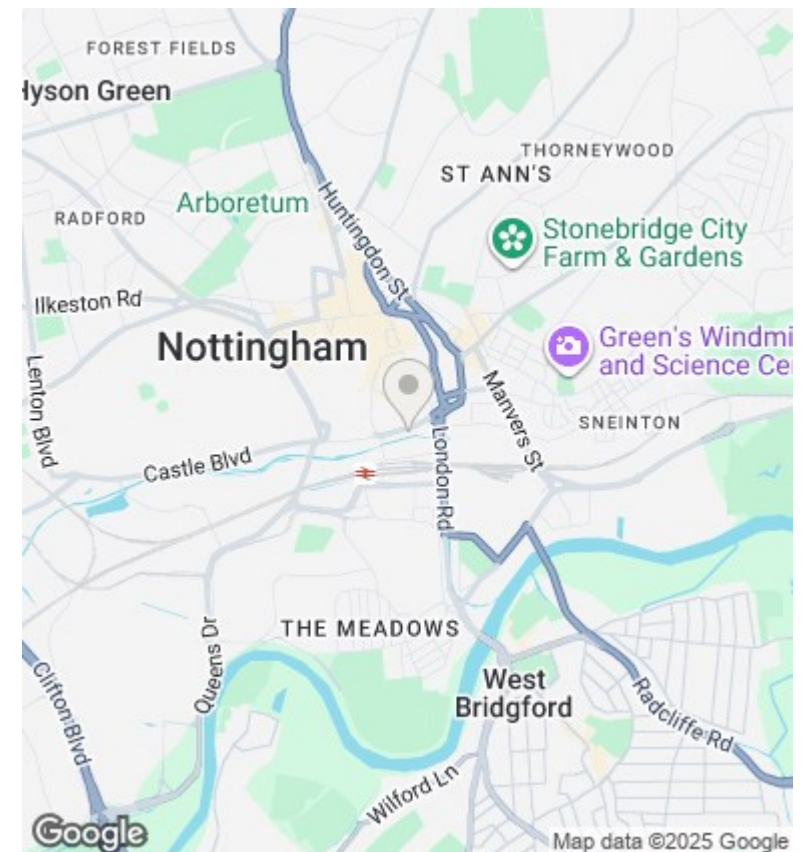 FOREST FIELDS
Hyson Green
THORNEYWOOD
ST ANN'S
Arboretum
RADFORD
Huntingdon St
Stonebridge City
Farm & Gardens
Ilkeston Rd
Nottingham
Green's Windmi
and Science Ce
Lenton Blvd
Manvers St
SNEINTON
Castle Blvd
London Rd
THE MEADOWS
Queens Dr
West
Bridgford
Clifton Blvd
Radcliffe Rd
Wilford Ln
Google
Map data ©2025 Google